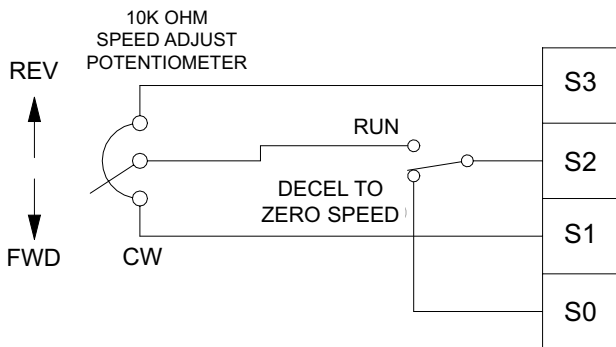 10K OHM
SPEED ADJUST
POTENTIOMETER
REV
S3
RUN
S2
DECEL TO
ZERO SPEED
S1
FWD
CW
S0